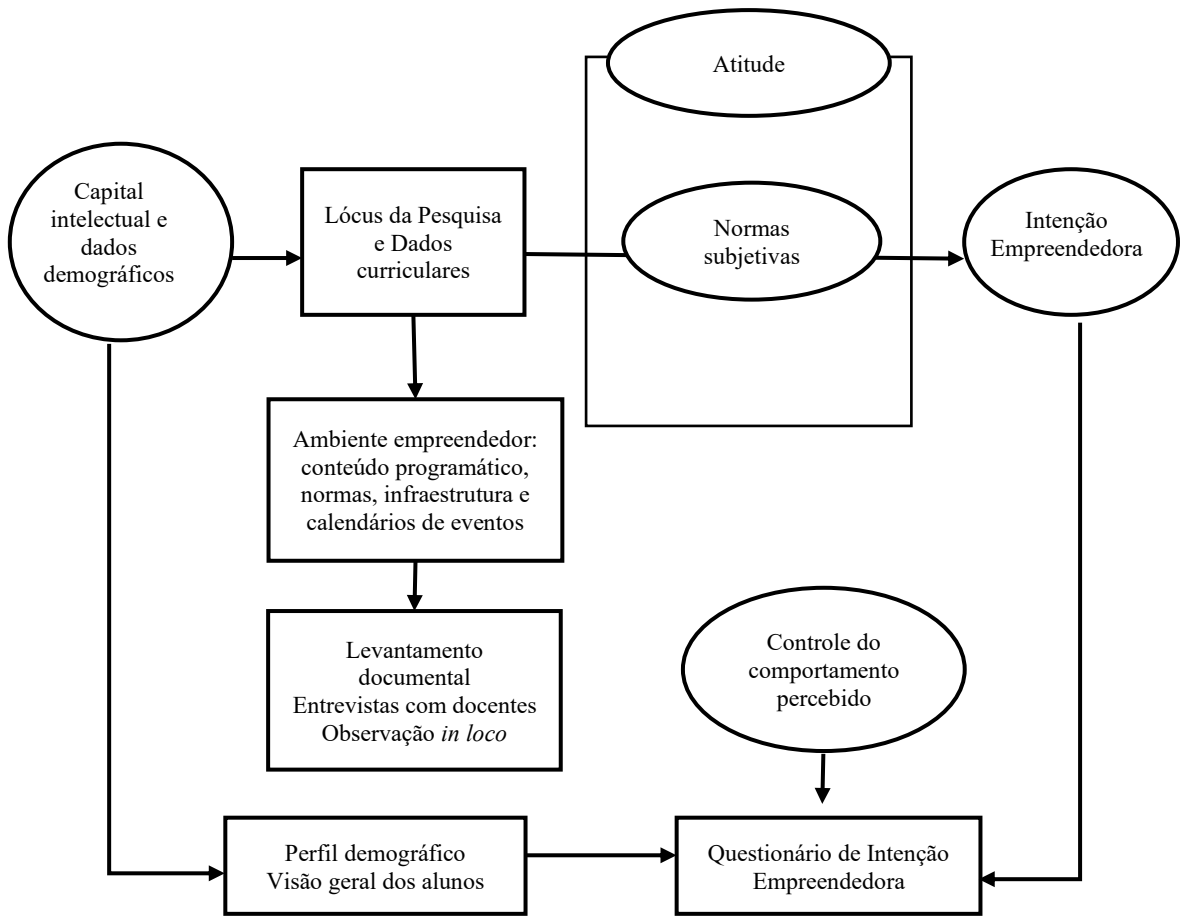 Atitude
Capital
intelectual e
dados
demográficos
Lócus da Pesquisa
e Dados
curriculares
Normas
subjetivas
Intenção
Empreendedora
Ambiente empreendedor:
conteúdo programático,
normas, infraestrutura e
calendários de eventos
Levantamento
documental
Entrevistas com docentes
Observação in loco
Controle do
comportamento
percebido
Perfil demográfico
Visão geral dos alunos
Questionário de Intenção
Empreendedora